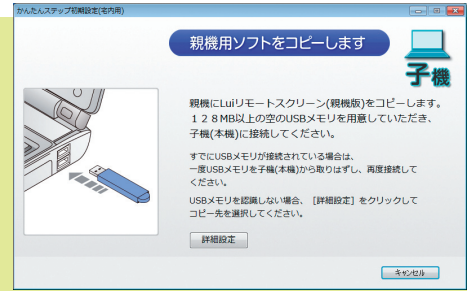 かんたんステップ初期設定(宅内用)
親機用ソフトをコピーします
子機
親機にLuiリモートスクリーン(親機版)をコピーします。
128MB以上の空のUSBメモリを用意していただき、
子機(本機)に接続してください。
すでにUSBメモリが接続されている場合は、
一度USBメモリを子機(本機)から取りはずし、再度接続して
ください。
USBメモリを認識しない場合、[詳細設定]をクリックして
コピー先を選択してください。
詳細設定
キャンセル